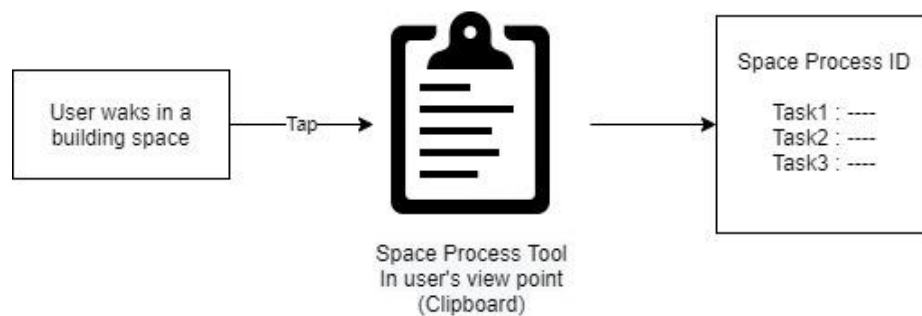 User waks in a
building space
Tap
Space Process Tool
In user's view point
(Clipboard)
Space Process ID
Task1 : ----
Task2 : ----
Task3 : ----